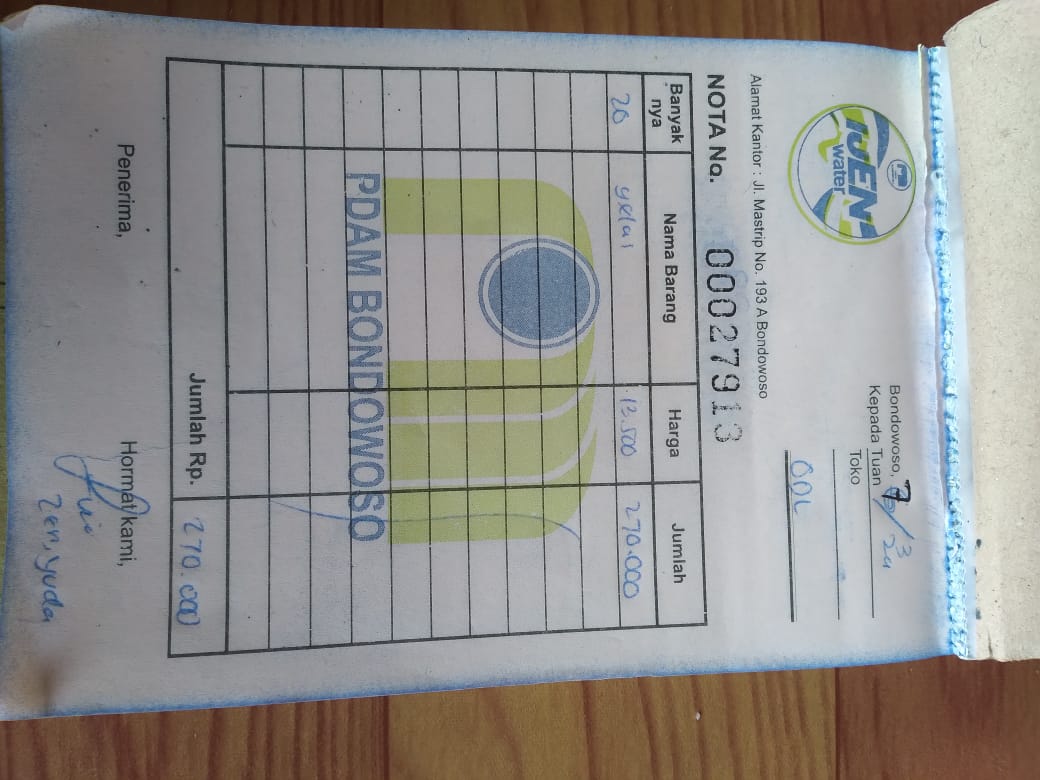 IJEN
water
Bondowoso, 7/3 24
Kepada Tuan
Toko
Alamat Kantor : Jl. Mastrip No. 193 A Bondowoso
NOTA No. 00027913
Banyak nya Nama Barang Harga Jumlah
20 gelas 13.500 270.000
PDAM BONDOWOSO
Jumlah Rp. 270.000
Penerima, Hormat kami,
Zen, yuda